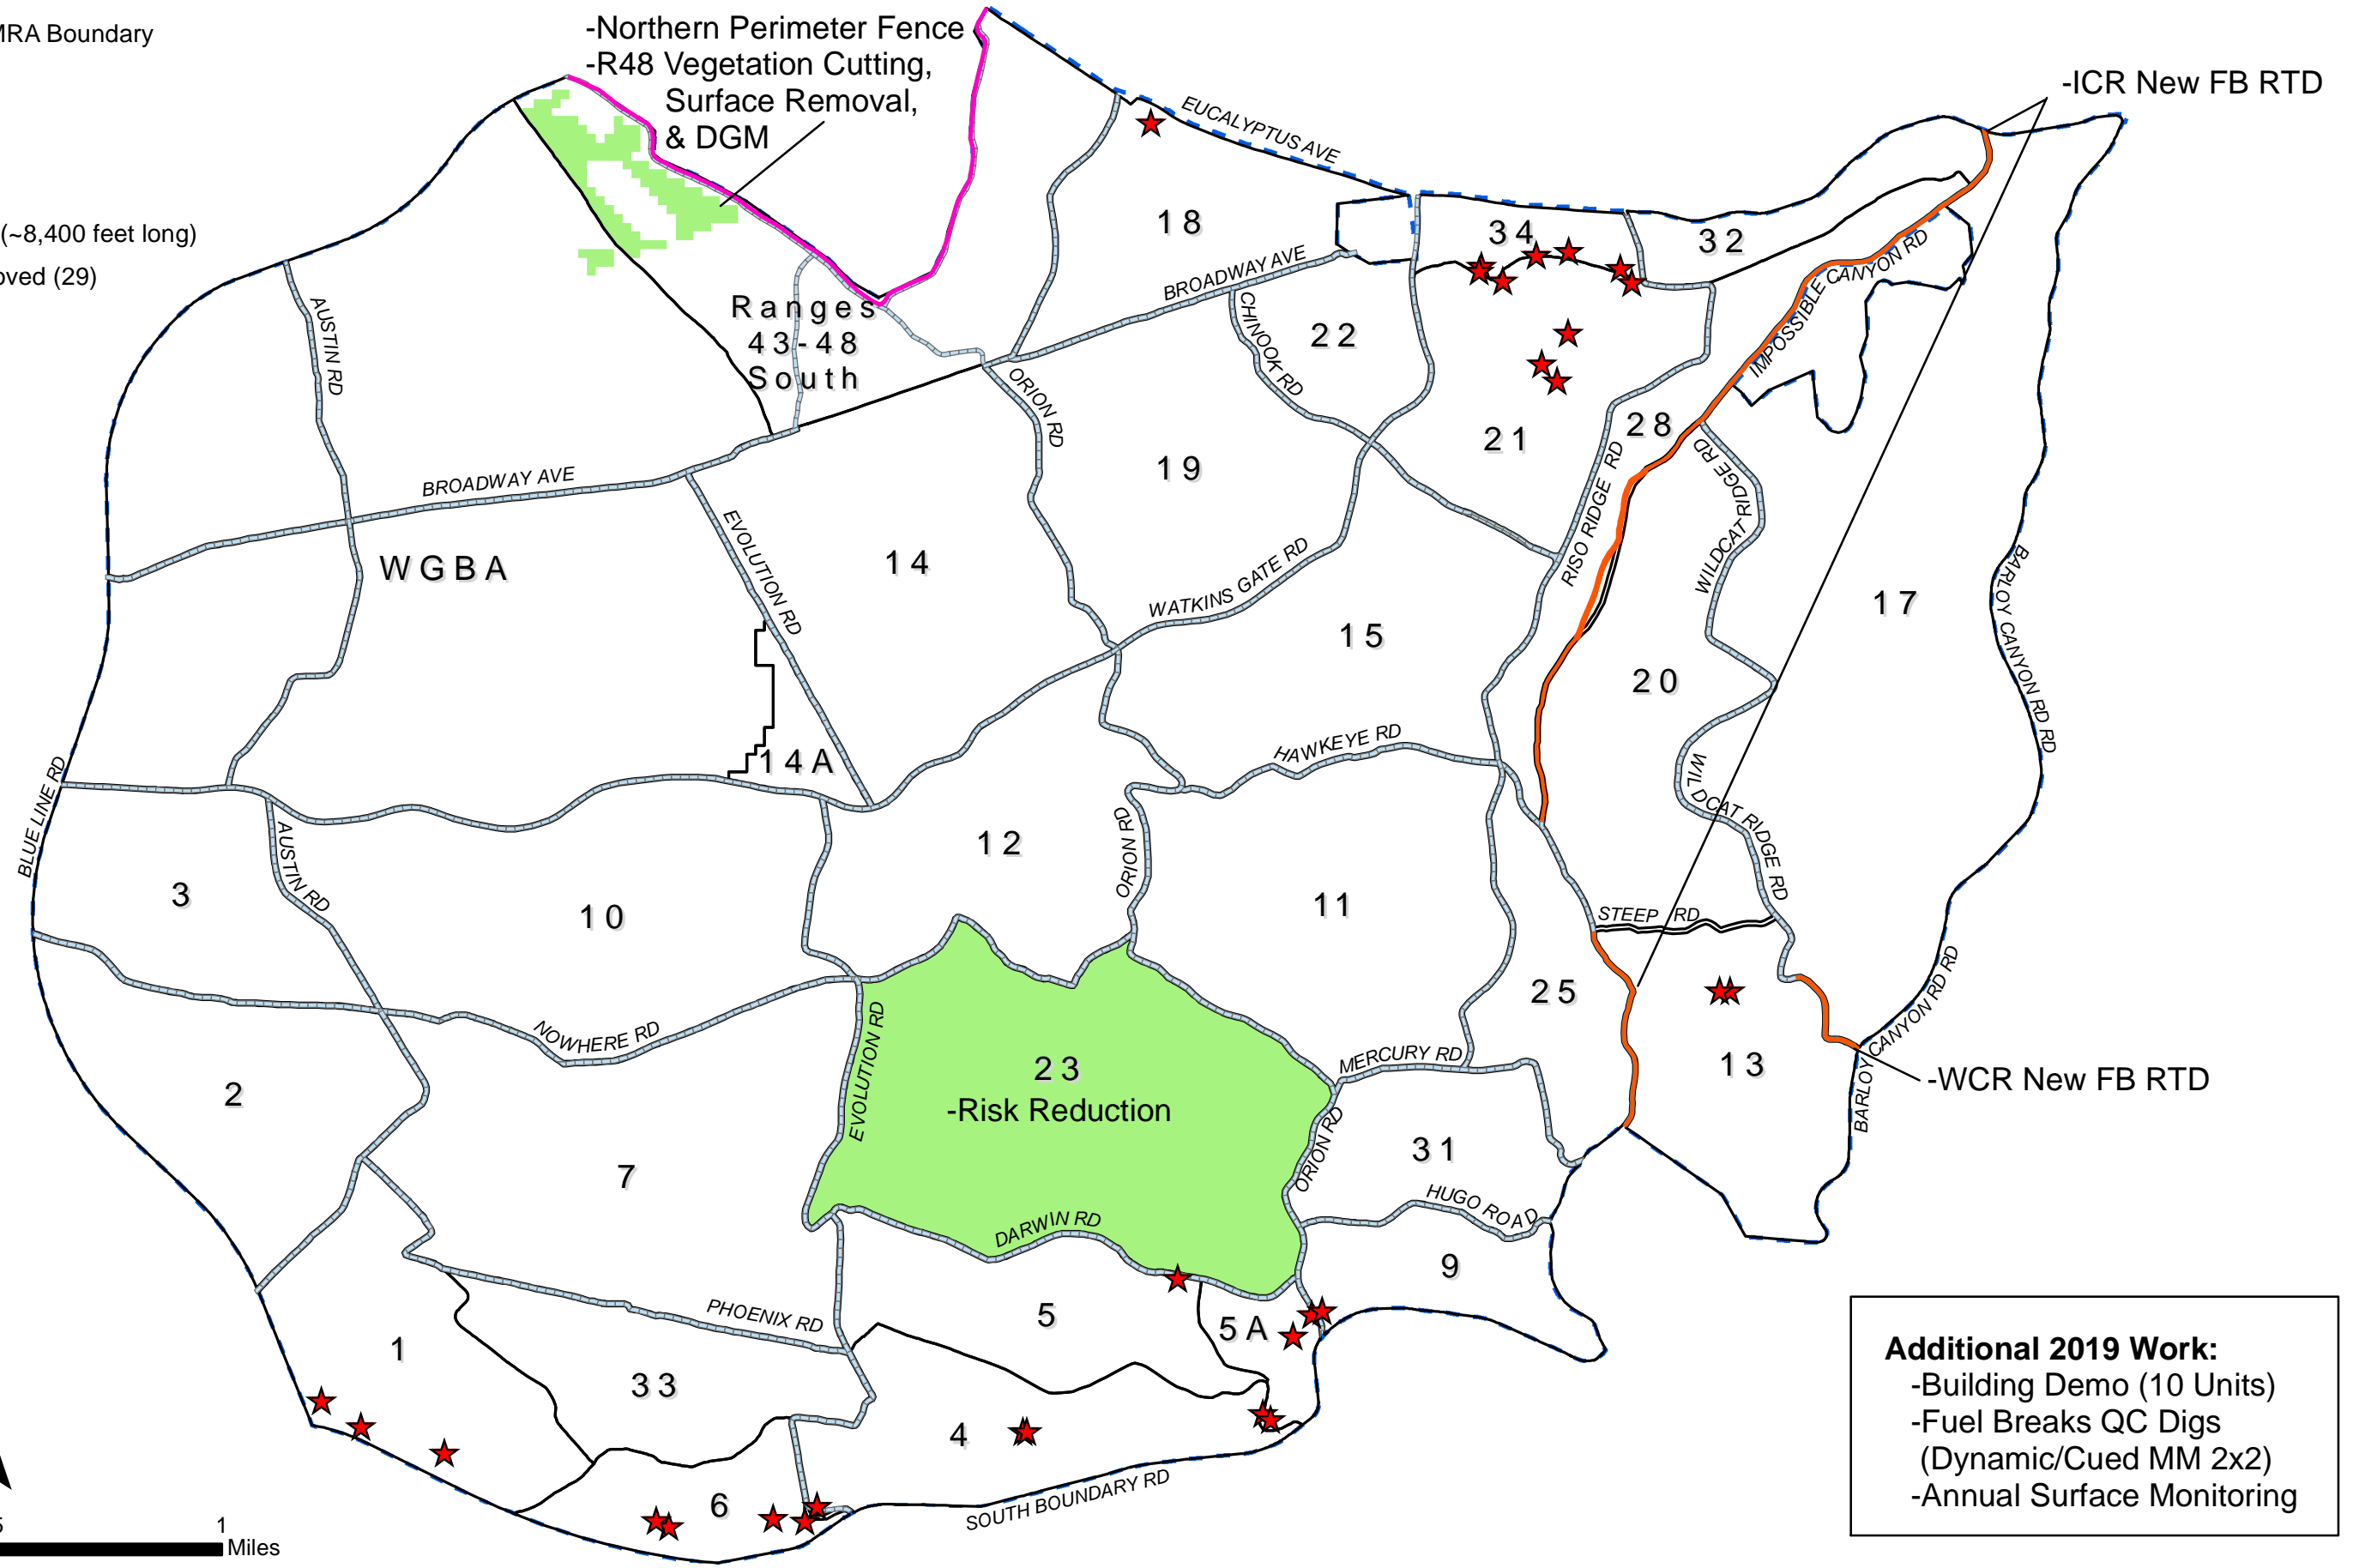 MRA Boundary
(~8,400 feet long)
oved (29)
-Northern Perimeter Fence
-R48 Vegetation Cutting,
Surface Removal,
& DGM
-ICR New FB RTD
EUCALYPTUS AVE
18
34
32
BROADWAY AVE
IMPOSSIBLE CANYON RD
Ranges
43-48
South
CHINOOK RD
22
AUSTIN RD
ORION RD
21
28
RISO RIDGE RD
WILDCAT RIDGE RD
BROADWAY AVE
19
EVOLUTION RD
WGBA
14
WATKINS GATE RD
15
17
BARLOY CANYON RD RD
20
14A
HAWKEYE RD
BLUE LINE RD
WILDCAT RIDGE RD
12
ORION RD
3
AUSTIN RD
10
11
STEEP RD
25
NOWHERE RD
EVOLUTION RD
23
-Risk Reduction
MERCURY RD
13
BARLOY CANYON RD RD
-WCR New FB RTD
2
7
ORION RD
31
HUGO ROAD
DARWIN RD
9
PHOENIX RD
5
5A
1
33
4
6
SOUTH BOUNDARY RD
5
1
Miles
Additional 2019 Work:
-Building Demo (10 Units)
-Fuel Breaks QC Digs
(Dynamic/Cued MM 2x2)
-Annual Surface Monitoring